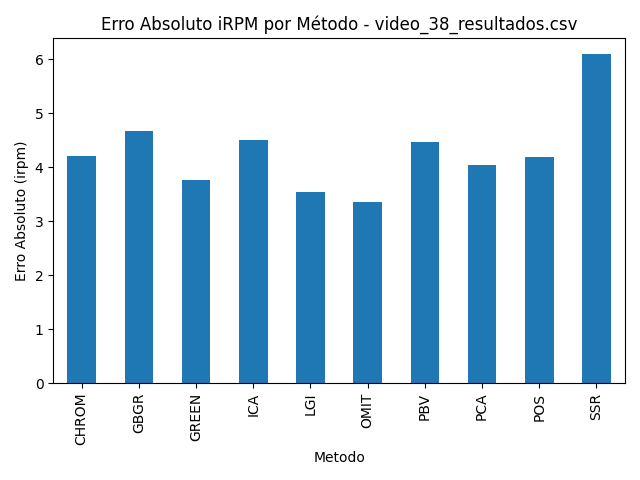 Erro Absoluto iRPM por Método - video_38_resultados.csv
Erro Absoluto (irpm)
6
5
4
3
2
1
0
CHROM
GBGR
GREEN
ICA
LGI
OMIT
PBV
PCA
POS
SSR
Metodo